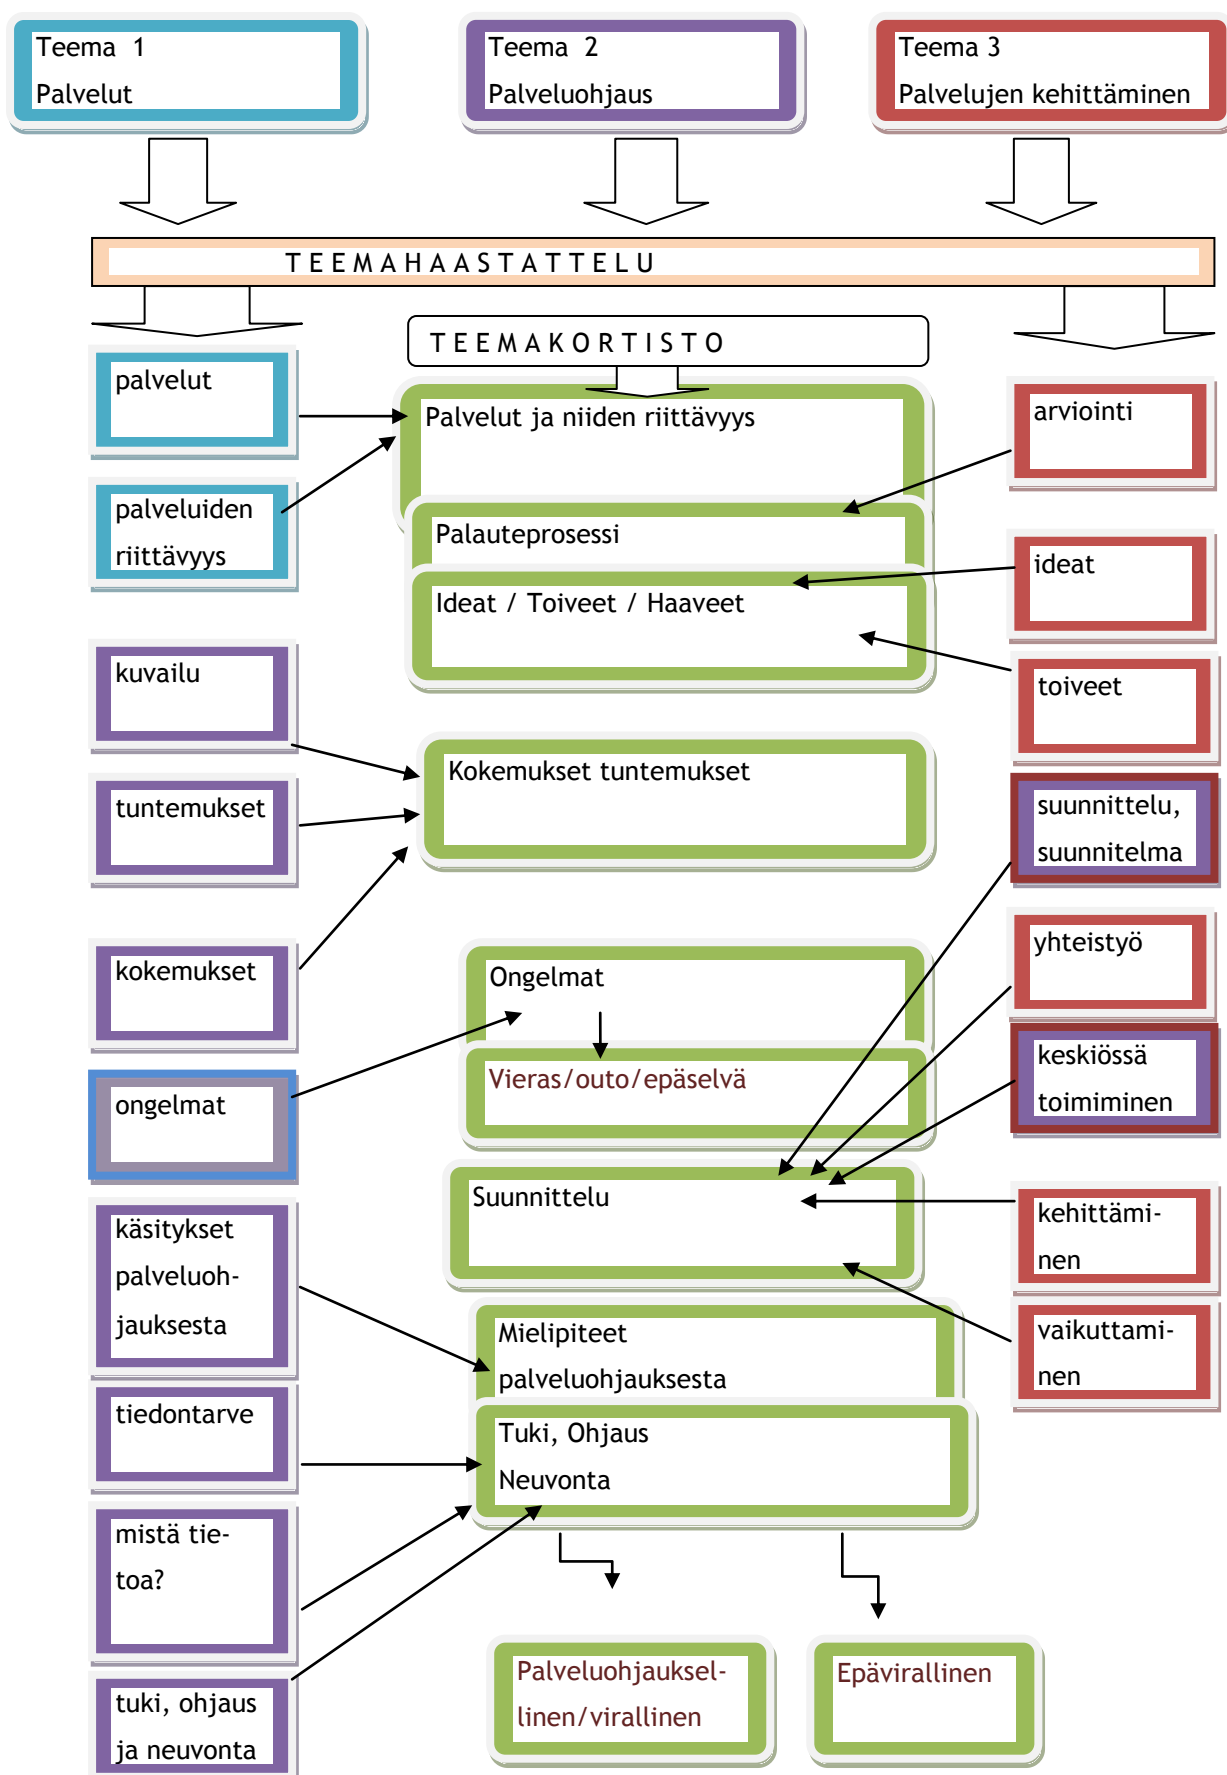 Teema  1
Palvelut
Teema  2
Palveluohjaus
Teema 3
Palvelujen kehittäminen
T E E M A H A A S T A T T E L U
T E E M A K O R T I S T O
palvelut
palveluiden
riittävyys
kuvailu
tuntemukset
kokemukset
ongelmat
käsitykset
palveluoh-
jauksesta
tiedontarve
mistä tie-
toa?
tuki, ohjaus
ja neuvonta
Palvelut ja niiden riittävyys
Palauteprosessi
Ideat / Toiveet / Haaveet
Kokemukset tuntemukset
Ongelmat
Vieras/outo/epäselvä
Suunnittelu
Mielipiteet
palveluohjauksesta
Tuki, Ohjaus
Neuvonta
Palveluohjauksel-
linen/virallinen
Epävirallinen
arviointi
ideat
toiveet
suunnittelu,
suunnitelma
yhteistyö
keskiössä
toimiminen
kehittämi-
nen
vaikuttami-
nen